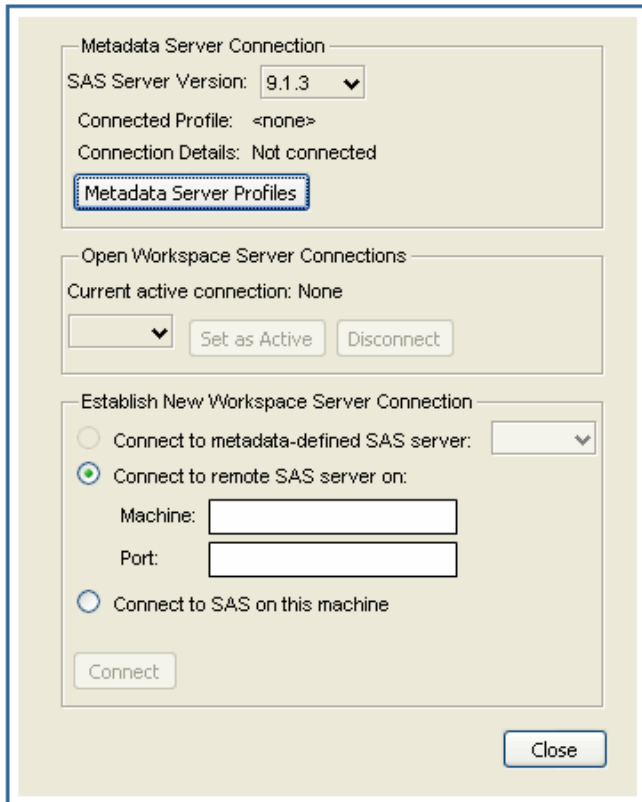 Metadata Server Connection
SAS Server Version: 9.1.3
Connected Profile: <none>
Connection Details: Not connected
Metadata Server Profiles
Open Workspace Server Connections
Current active connection: None
Set as Active Disconnect
Establish New Workspace Server Connection
Connect to metadata-defined SAS server:
Connect to remote SAS server on:
Machine:
Port:
Connect to SAS on this machine
Connect
Close